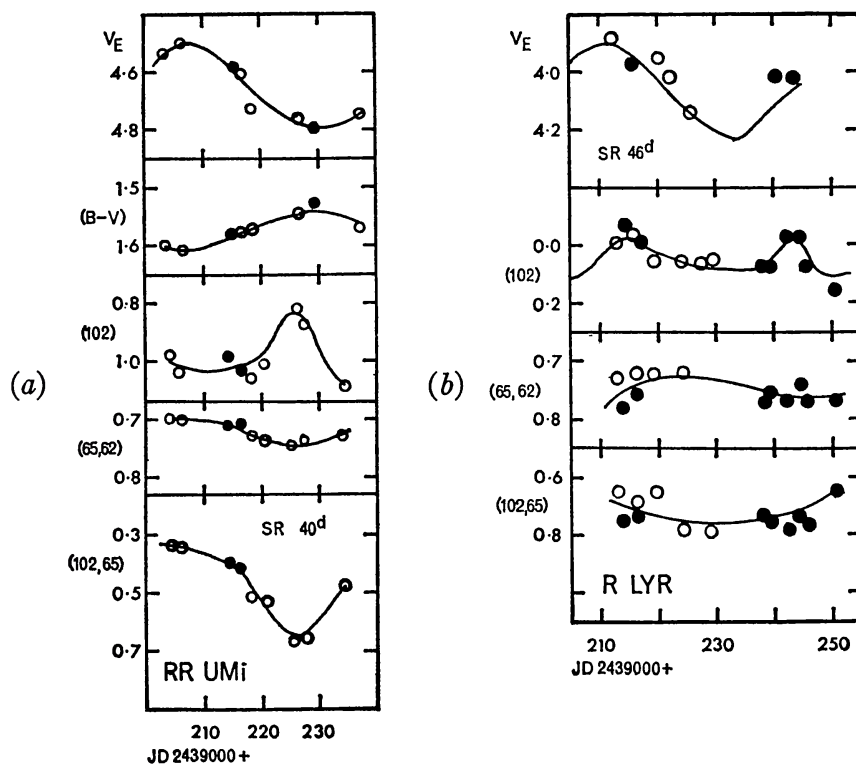 (a)
V_E
4·6
4·8
1·5
(B–V)
1·6
0·8
(102)
1·0
0·7
(65,62)
0·8
SR 40^d
0·3
(102,65)
0·5
0·7
RR UMi
210 220 230
JD 2439000+
(b)
V_E
4·0
4·2
SR 46^d
0·0
(102)
0·2
0·7
(65,62)
0·8
0·6
(102,65)
0·8
R LYR
210 230 250
JD 2439000+